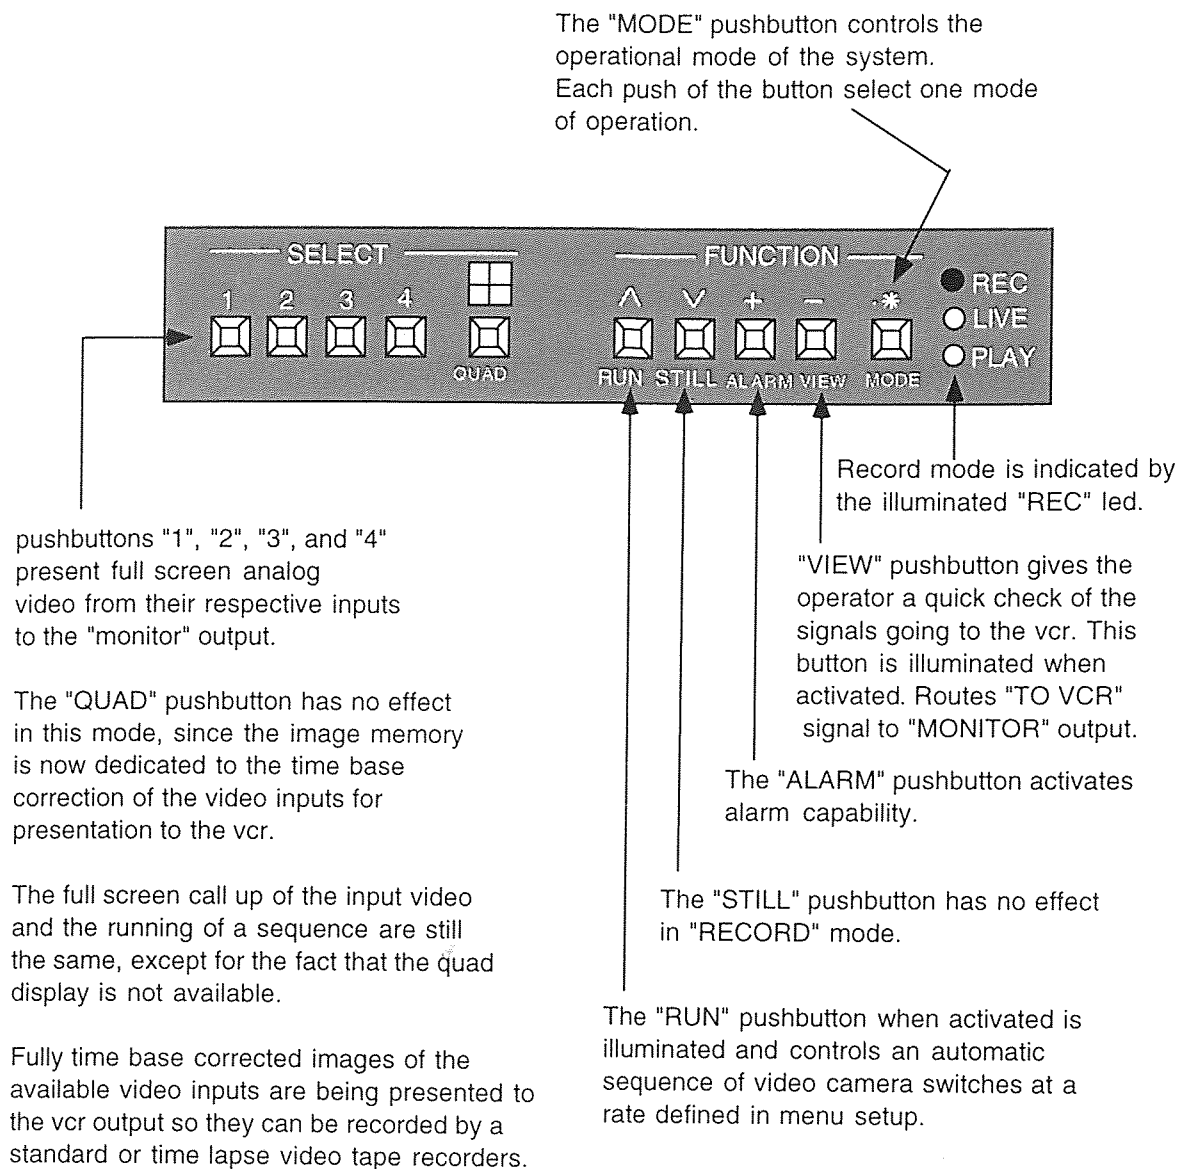 The "MODE" pushbutton controls the
operational mode of the system.
Each push of the button select one mode
of operation.
SELECT
FUNCTION
1 2 3 4
∧ ∨ + − ·*
REC
LIVE
PLAY
QUAD
RUN STILL ALARM VIEW MODE
pushbuttons "1", "2", "3", and "4"
present full screen analog
video from their respective inputs
to the "monitor" output.
The "QUAD" pushbutton has no effect
in this mode, since the image memory
is now dedicated to the time base
correction of the video inputs for
presentation to the vcr.
The full screen call up of the input video
and the running of a sequence are still
the same, except for the fact that the quad
display is not available.
Fully time base corrected images of the
available video inputs are being presented to
the vcr output so they can be recorded by a
standard or time lapse video tape recorders.
Record mode is indicated by
the illuminated "REC" led.
"VIEW" pushbutton gives the
operator a quick check of the
signals going to the vcr. This
button is illuminated when
activated. Routes "TO VCR"
signal to "MONITOR" output.
The "ALARM" pushbutton activates
alarm capability.
The "STILL" pushbutton has no effect
in "RECORD" mode.
The "RUN" pushbutton when activated is
illuminated and controls an automatic
sequence of video camera switches at a
rate defined in menu setup.